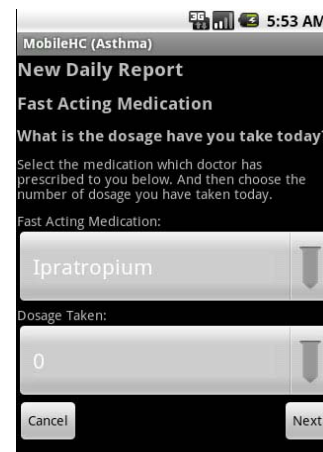 3G 5:53 AM
MobileHC (Asthma)
New Daily Report
Fast Acting Medication
What is the dosage have you take today?
Select the medication which doctor has
prescribed to you below. And then choose the
number of dosage you have taken today.
Fast Acting Medication:
Ipratropium
Dosage Taken:
0
Cancel Next